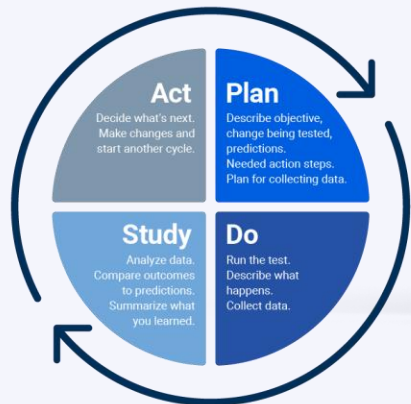 Act
Decide what's next.
Make changes and
start another cycle.
Plan
Describe objective,
change being tested,
predictions.
Needed action steps.
Plan for collecting data.
Study
Analyze data.
Compare outcomes
to predictions.
Summarize what
you learned.
Do
Run the test.
Describe what
happens.
Collect data.